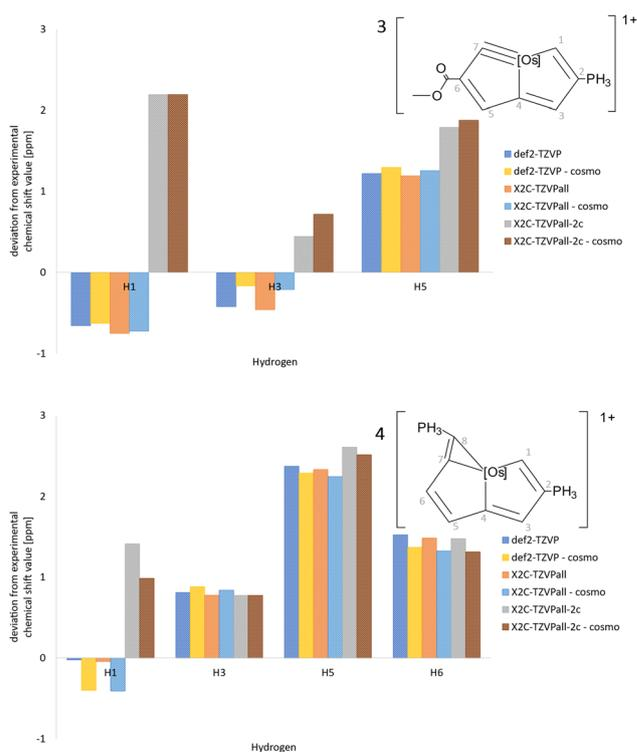 3
1+
7
1
[Os]
2
PH3
O
O
6
5
4
3
3
2
1
0
-1
deviation from experimental
chemical shift value [ppm]
H1
H3
H5
Hydrogen
def2-TZVP
def2-TZVP - cosmo
X2C-TZVPall
X2C-TZVPall - cosmo
X2C-TZVPall-2c
X2C-TZVPall-2c - cosmo
4
1+
PH3
8
7
1
[Os]
2
PH3
6
5
4
3
3
2
1
0
-1
deviation from experimental
chemical shift value [ppm]
H1
H3
H5
H6
Hydrogen
def2-TZVP
def2-TZVP - cosmo
X2C-TZVPall
X2C-TZVPall - cosmo
X2C-TZVPall-2c
X2C-TZVPall-2c - cosmo